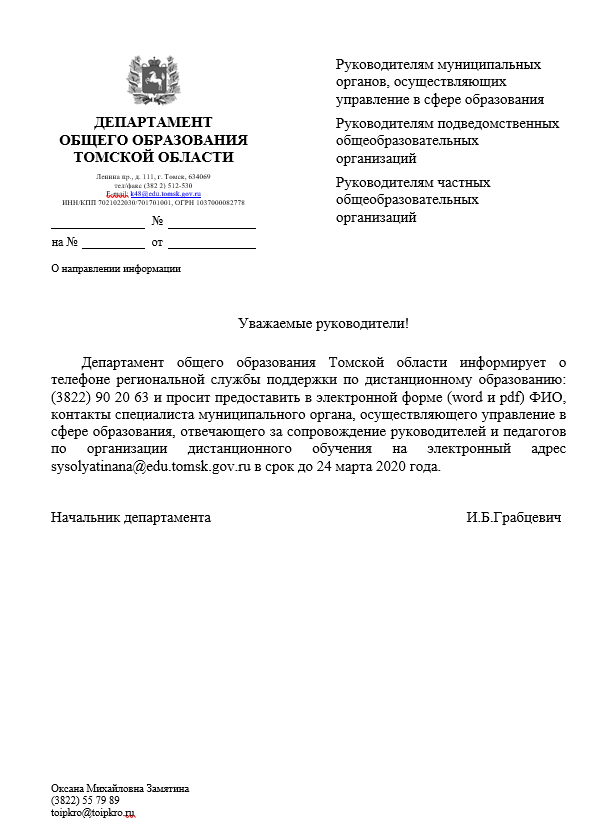 ДЕПАРТАМЕНТ
ОБЩЕГО ОБРАЗОВАНИЯ
ТОМСКОЙ ОБЛАСТИ
Ленина пр., д. 111, г. Томск, 634069
тел/факс (382 2) 512-530
E-mail: k48@edu.tomsk.gov.ru
ИНН/КПП 7021022030/701701001, ОГРН 1037000082778
№
на № от
О направлении информации
Руководителям муниципальных
органов, осуществляющих
управление в сфере образования
Руководителям подведомственных
общеобразовательных
организаций
Руководителям частных
общеобразовательных
организаций
Уважаемые руководители!
Департамент общего образования Томской области информирует о
телефоне региональной службы поддержки по дистанционному образованию:
(3822) 90 20 63 и просит предоставить в электронной форме (word и pdf) ФИО,
контакты специалиста муниципального органа, осуществляющего управление в
сфере образования, отвечающего за сопровождение руководителей и педагогов
по организации дистанционного обучения на электронный адрес
sysolyatinana@edu.tomsk.gov.ru в срок до 24 марта 2020 года.
Начальник департамента И.Б.Грабцевич
Оксана Михайловна Замятина
(3822) 55 79 89
toipkro@toipkro.ru